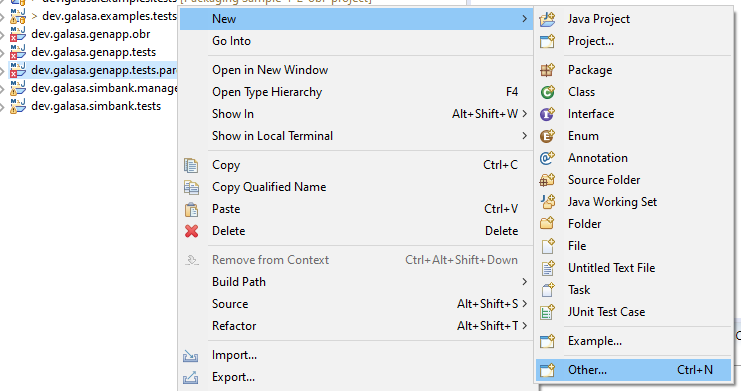 > dev.galasa.examples.tests [Packaging Sample 4-2 obr project]
dev.galasa.genapp.obr
dev.galasa.genapp.tests
dev.galasa.genapp.tests.par
dev.galasa.simbank.manage
dev.galasa.simbank.tests
New
Go Into
Open in New Window
Open Type Hierarchy F4
Show In Alt+Shift+W
Show in Local Terminal
Copy Ctrl+C
Copy Qualified Name
Paste Ctrl+V
Delete Delete
Remove from Context Ctrl+Alt+Shift+Down
Build Path
Source Alt+Shift+S
Refactor Alt+Shift+T
Import...
Export...
Java Project
Project...
Package
Class
Interface
Enum
Annotation
Source Folder
Java Working Set
Folder
File
Untitled Text File
Task
JUnit Test Case
Example...
Other... Ctrl+N